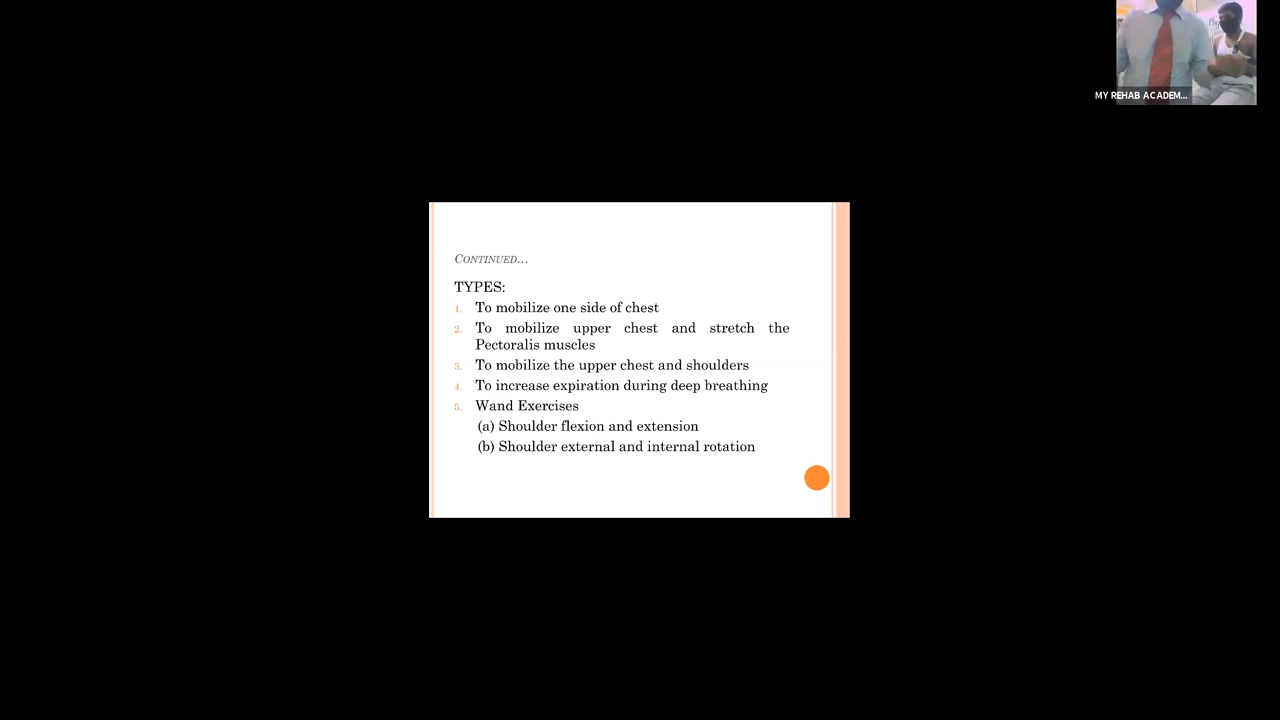 MY REHAB ACADEM...
CONTINUED...
TYPES:
1. To mobilize one side of chest
2. To mobilize upper chest and stretch the
Pectoralis muscles
3. To mobilize the upper chest and shoulders
4. To increase expiration during deep breathing
5. Wand Exercises
(a) Shoulder flexion and extension
(b) Shoulder external and internal rotation